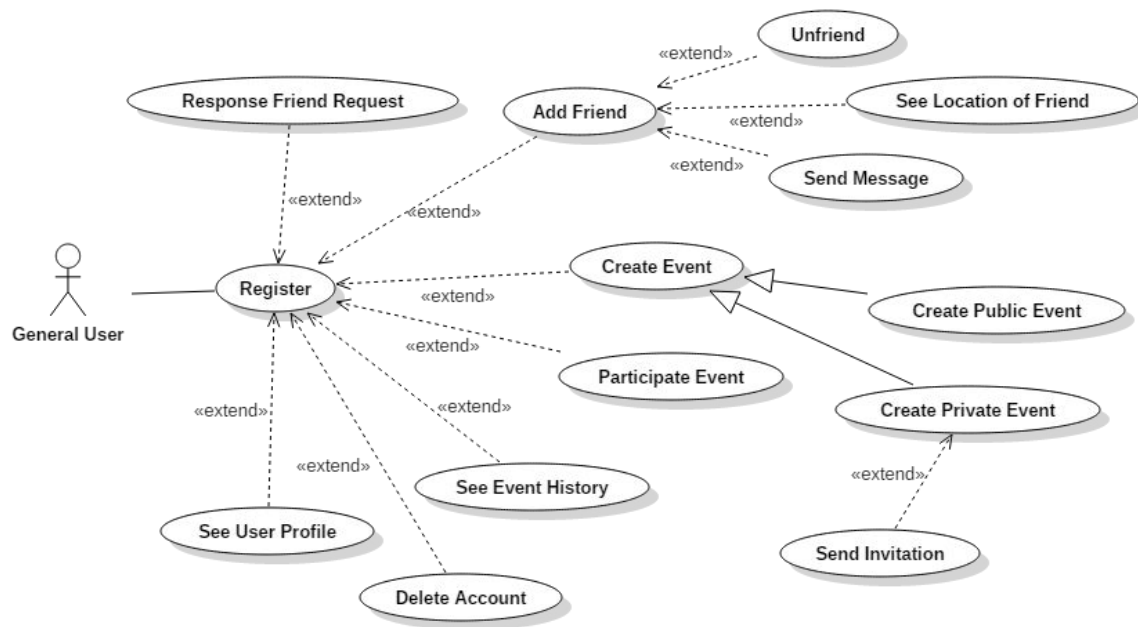 Unfriend
«extend»
Response Friend Request
Add Friend
See Location of Friend
«extend»
«extend»
Send Message
«extend»
«extend»
Create Event
Register
«extend»
Create Public Event
General User
«extend»
Participate Event
«extend»
«extend»
Create Private Event
«extend»
«extend»
See Event History
See User Profile
Send Invitation
Delete Account